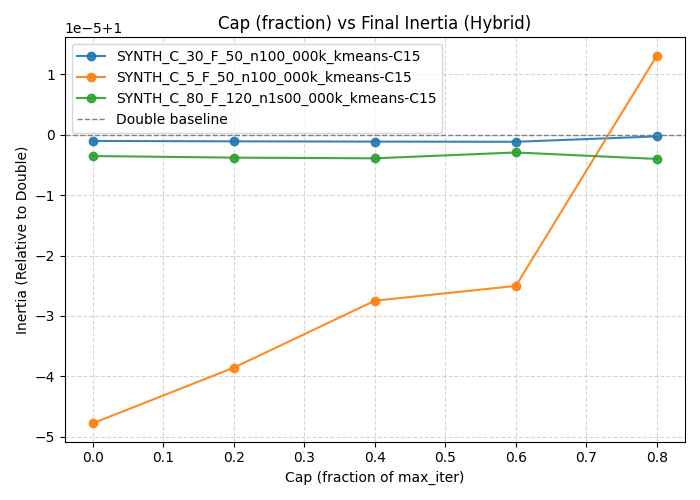 Cap (fraction) vs Final Inertia (Hybrid)
1e−5+1
SYNTH_C_30_F_50_n100_000k_kmeans-C15
SYNTH_C_5_F_50_n100_000k_kmeans-C15
SYNTH_C_80_F_120_n1s00_000k_kmeans-C15
Double baseline
1
0
−1
−2
−3
−4
−5
Inertia (Relative to Double)
0.0 0.1 0.2 0.3 0.4 0.5 0.6 0.7 0.8
Cap (fraction of max_iter)